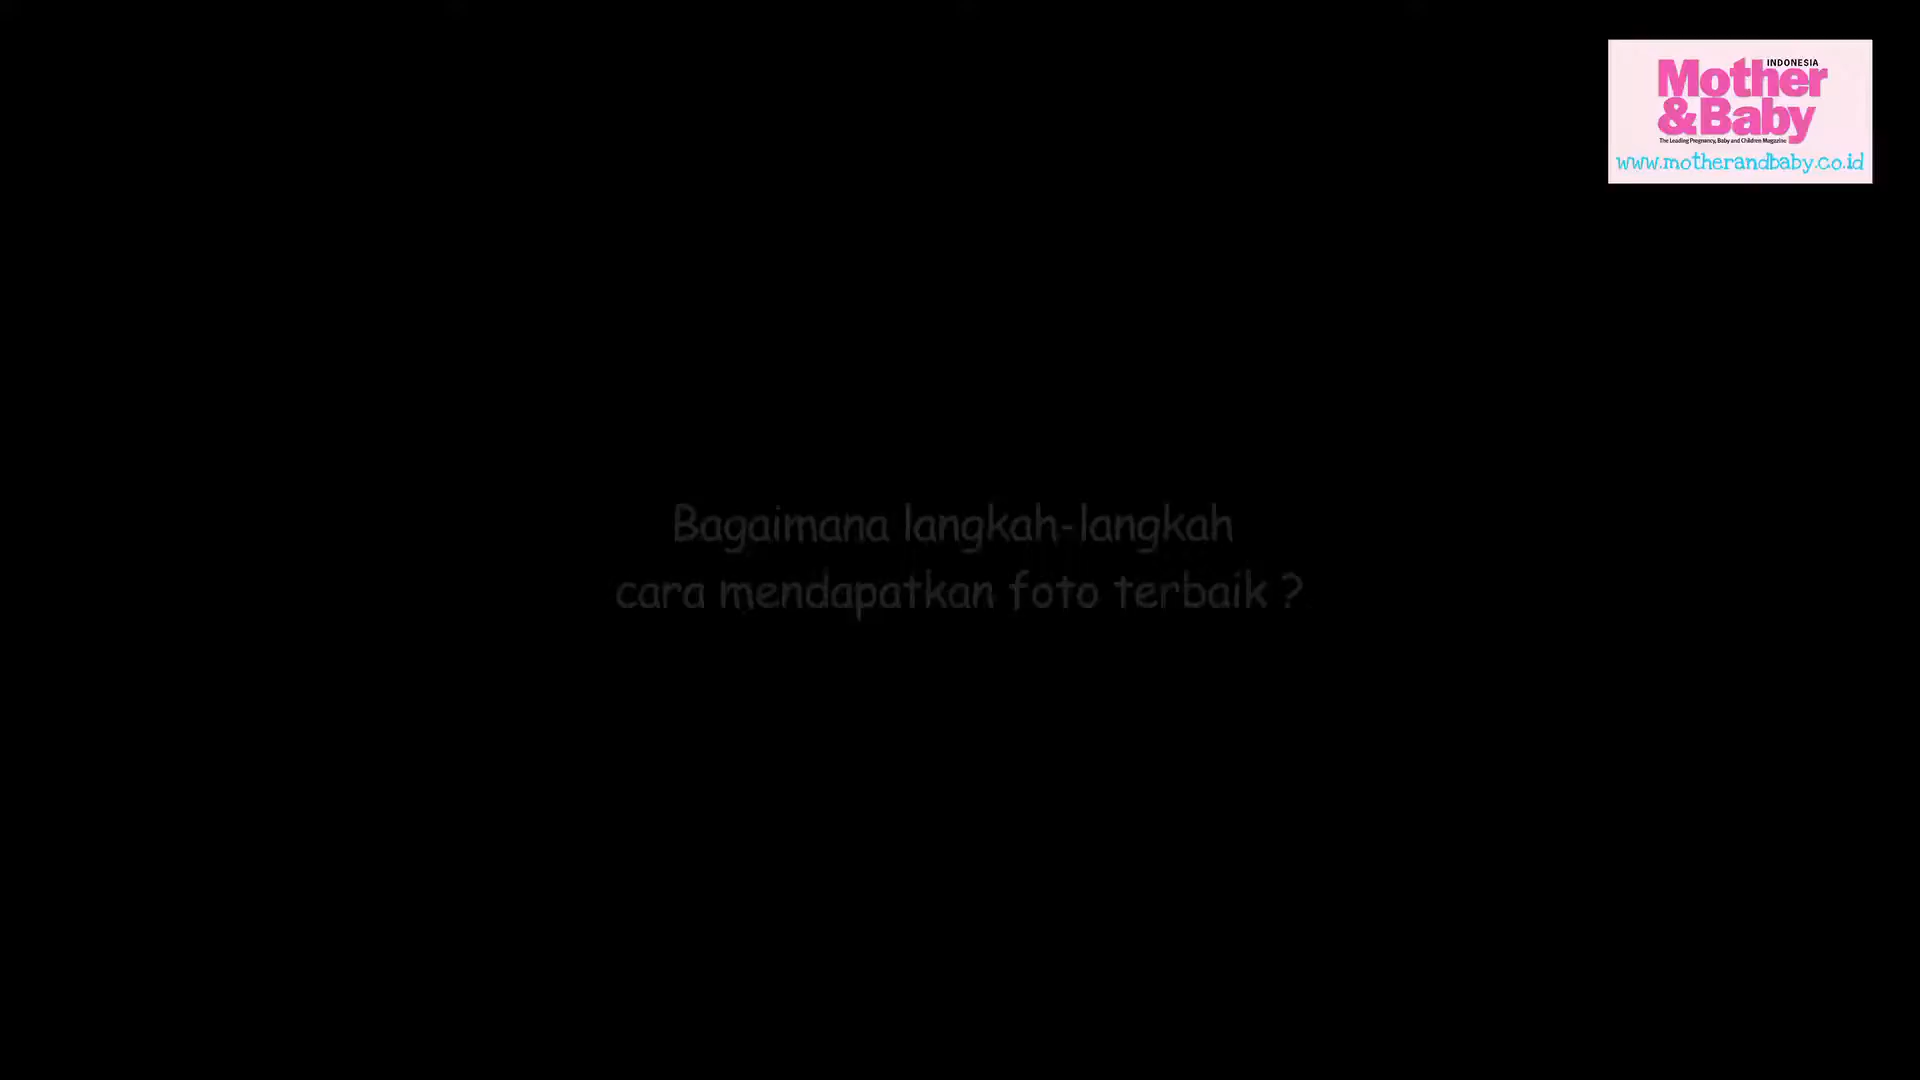 INDONESIA
Mother
&Baby
The Leading Pregnancy, Baby and Children Magazine
www.motherandbaby.co.id
Bagaimana langkah-langkah
cara mendapatkan foto terbaik ?